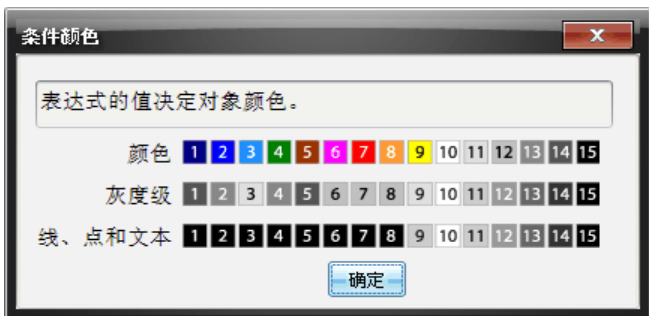 条件颜色
x
表达式的值决定对象颜色。
颜色 1 2 3 4 5 6 7 8 9 10 11 12 13 14 15
灰度级 1 2 3 4 5 6 7 8 9 10 11 12 13 14 15
线、点和文本 1 2 3 4 5 6 7 8 9 10 11 12 13 14 15
确定